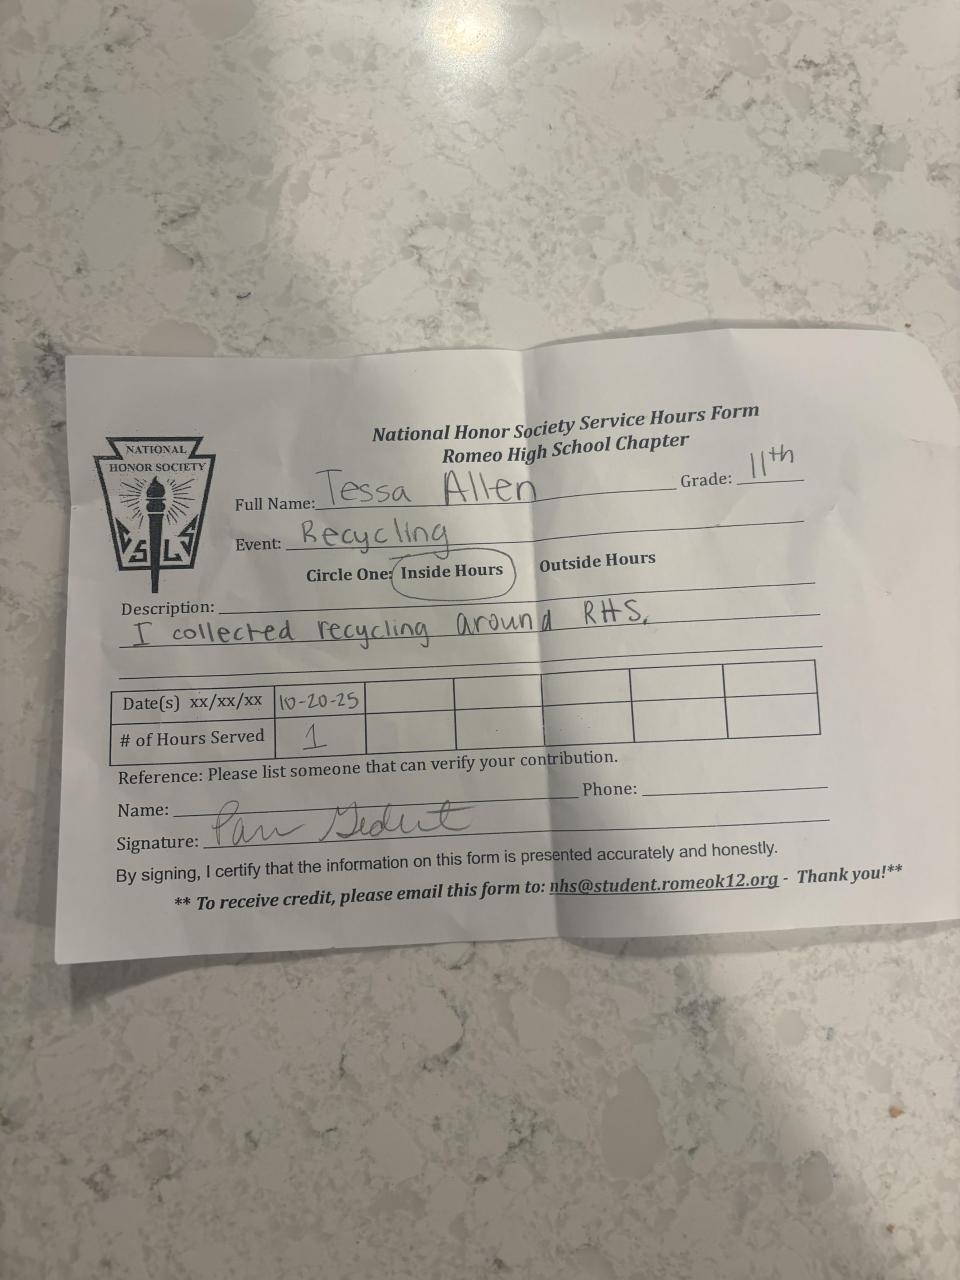 National Honor Society Service Hours Form
Romeo High School Chapter
NATIONAL
HONOR SOCIETY
C S L S
Full Name: Tessa Allen Grade: 11th
Event: Recycling
Circle One: Inside Hours Outside Hours
Description:
I collected recycling around RHS.
Date(s) xx/xx/xx 10-20-25
# of Hours Served 1
Reference: Please list someone that can verify your contribution.
Name: Phone:
Signature: Pam
By signing, I certify that the information on this form is presented accurately and honestly.
** To receive credit, please email this form to: nhs@student.romeok12.org - Thank you!**